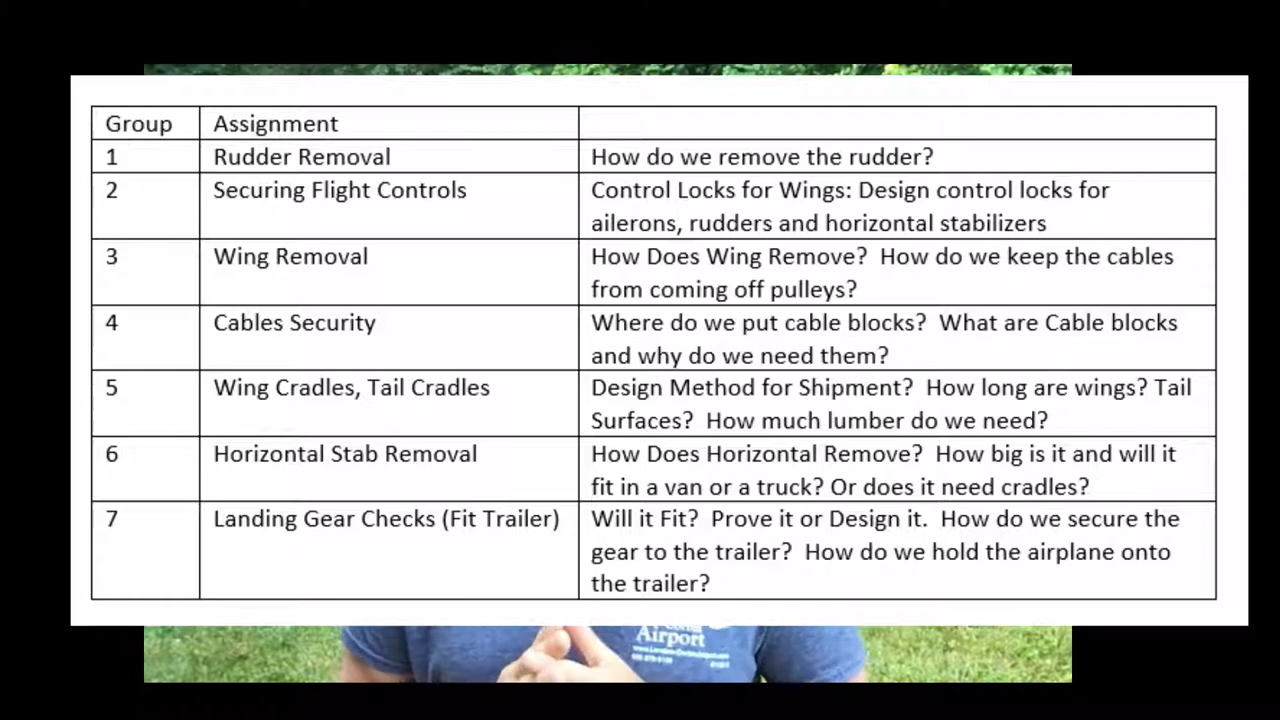 Group Assignment
1 Rudder Removal How do we remove the rudder?
2 Securing Flight Controls Control Locks for Wings: Design control locks for
ailerons, rudders and horizontal stabilizers
3 Wing Removal How Does Wing Remove? How do we keep the cables
from coming off pulleys?
4 Cables Security Where do we put cable blocks? What are Cable blocks
and why do we need them?
5 Wing Cradles, Tail Cradles Design Method for Shipment? How long are wings? Tail
Surfaces? How much lumber do we need?
6 Horizontal Stab Removal How Does Horizontal Remove? How big is it and will it
fit in a van or a truck? Or does it need cradles?
7 Landing Gear Checks (Fit Trailer) Will it Fit? Prove it or Design it. How do we secure the
gear to the trailer? How do we hold the airplane onto
the trailer?
Airport